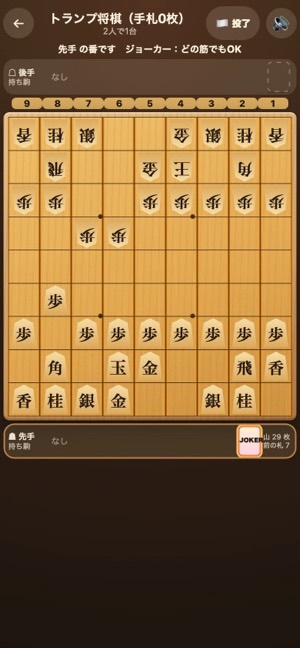 トランプ将棋（手札0枚）
2人で1台
投了
先手 の番です　ジョーカー：どの筋でもOK
後手
持ち駒
なし
9 8 7 6 5 4 3 2 1
香 桂 銀 金 銀 桂 香
飛 金 王 角
歩 歩 歩 歩 歩 歩 歩
歩 歩
歩
歩 歩 歩 歩 歩 歩 歩 歩
角 玉 金 飛 香
香 桂 銀 金 銀 桂
先手
持ち駒
なし
JOKER
山 29 枚
前の札 7